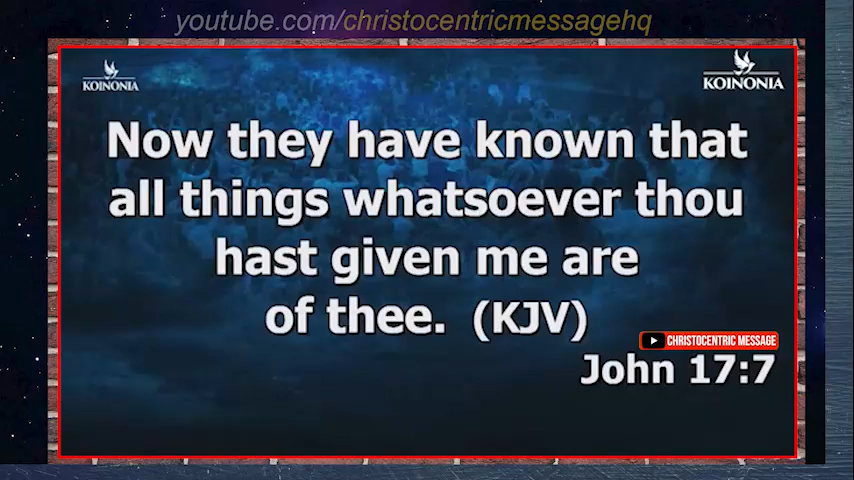 youtube.com/christocentricmessagehq
KOINONIA
KOINONIA
Now they have known that
all things whatsoever thou
hast given me are
of thee. (KJV)
CHRISTOCENTRIC MESSAGE
John 17:7